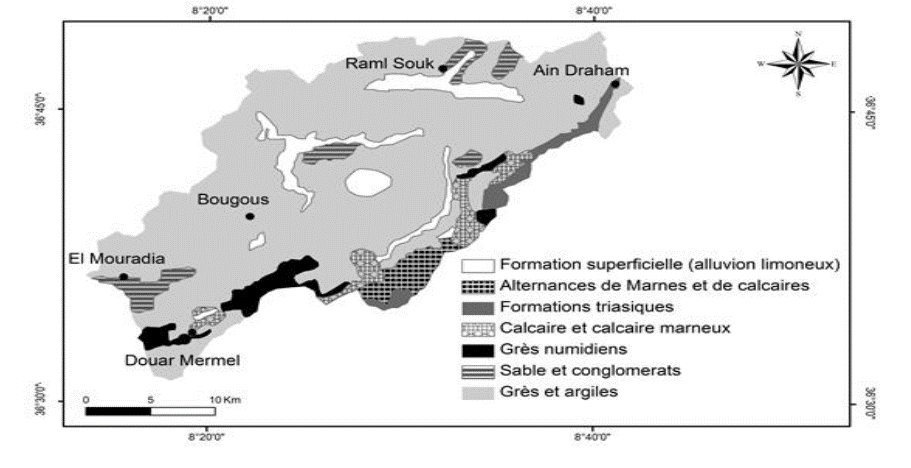 8°20'0" 8°40'0"
N
W E
S
Raml Souk
Ain Draham
36°45'0" 36°45'0"
Bougous
El Mouradia
Formation superficielle (alluvion limoneux)
Alternances de Marnes et de calcaires
Formations triasiques
Calcaire et calcaire marneux
Grès numidiens
Sable et conglomerats
Grès et argiles
Douar Mermel
0 5 10 Km
36°30'0" 36°30'0"
8°20'0" 8°40'0"